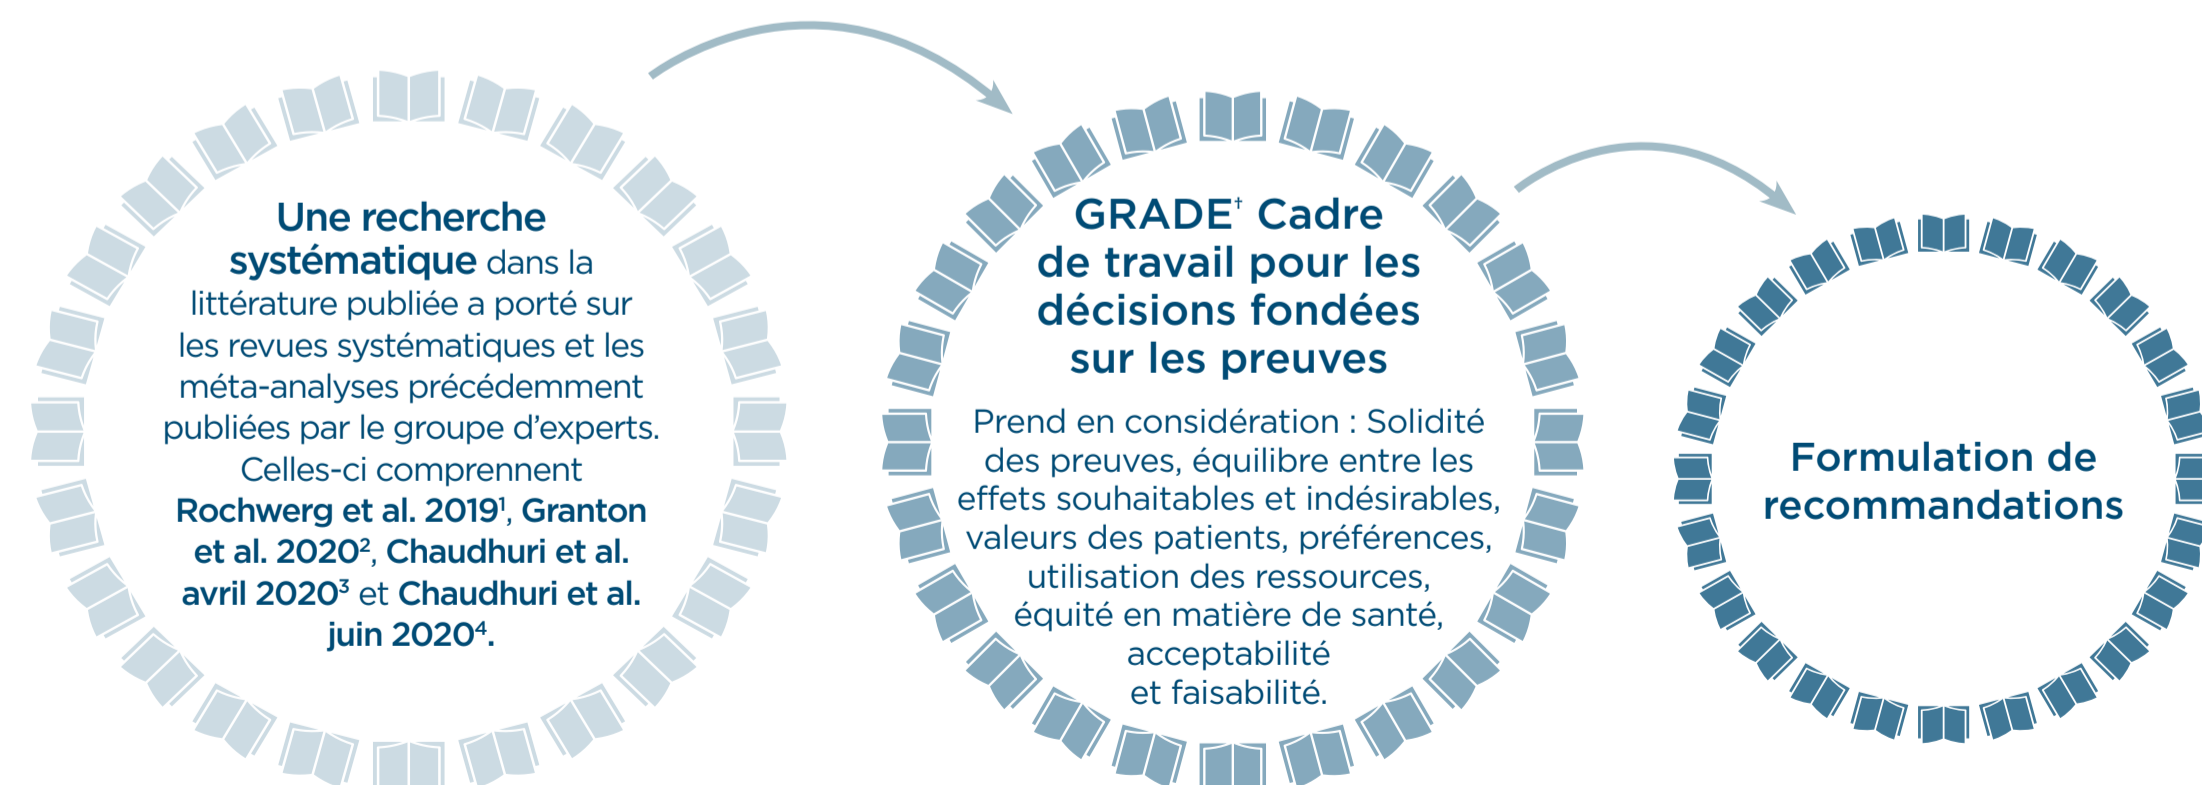 Une recherche
systématique dans la
littérature publiée a porté sur
les revues systématiques et les
méta-analyses précédemment
publiées par le groupe d’experts.
Celles-ci comprennent
Rochwerg et al. 2019¹, Granton
et al. 2020², Chaudhuri et al.
avril 2020³ et Chaudhuri et al.
juin 2020⁴.
GRADE† Cadre
de travail pour les
décisions fondées
sur les preuves
Prend en considération : Solidité
des preuves, équilibre entre les
effets souhaitables et indésirables,
valeurs des patients, préférences,
utilisation des ressources,
équité en matière de santé,
acceptabilité
et faisabilité.
Formulation de
recommandations